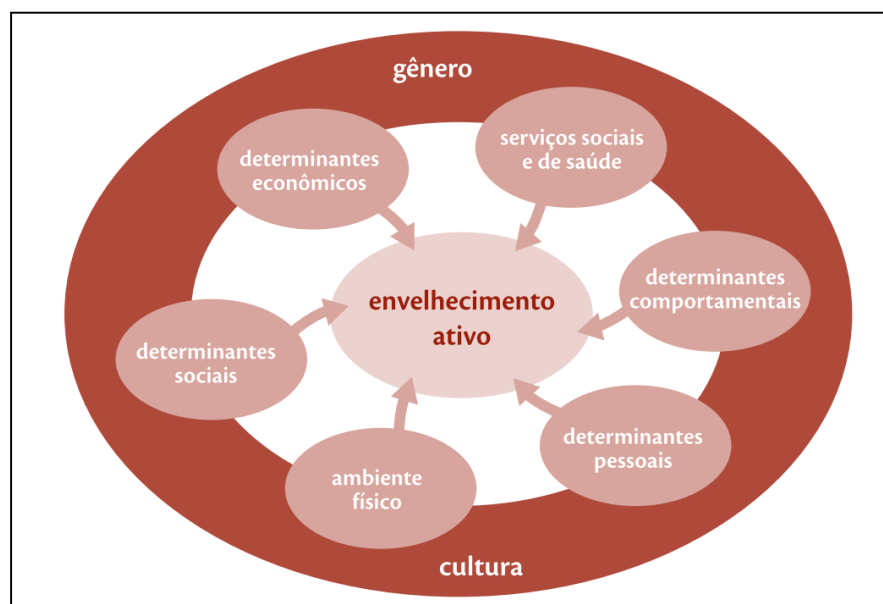 gênero
determinantes
econômicos
serviços sociais
e de saúde
determinantes
comportamentais
envelhecimento
ativo
determinantes
sociais
determinantes
pessoais
ambiente
físico
cultura